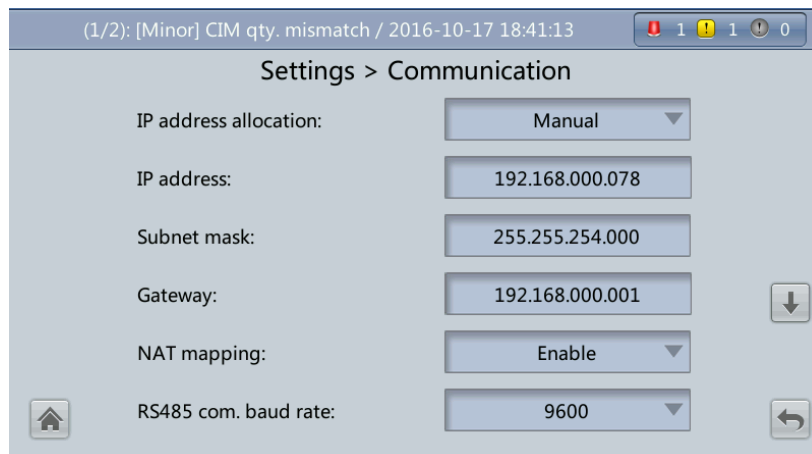 (1/2): [Minor] CIM qty. mismatch / 2016-10-17 18:41:13 1 1 0
Settings > Communication
IP address allocation: Manual
IP address: 192.168.000.078
Subnet mask: 255.255.254.000
Gateway: 192.168.000.001
NAT mapping: Enable
RS485 com. baud rate: 9600